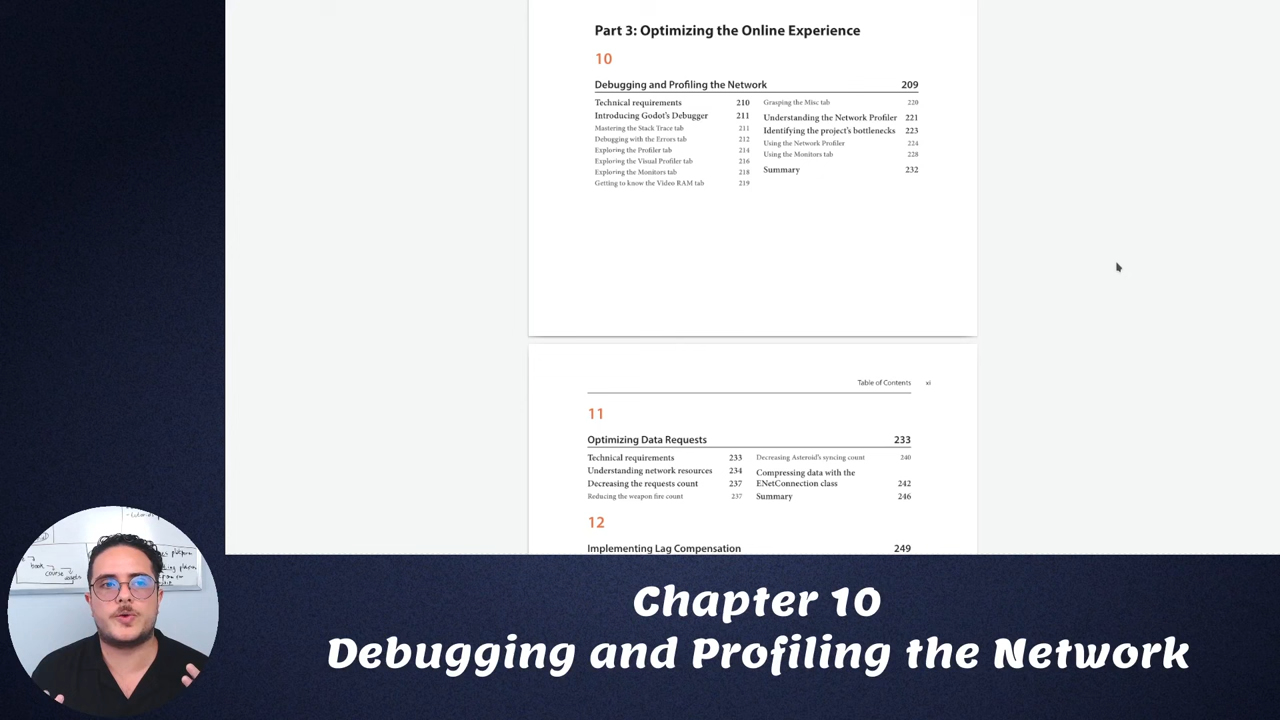 Part 3: Optimizing the Online Experience
10
Debugging and Profiling the Network 209
Technical requirements 210
Introducing Godot's Debugger 211
Mastering the Stack Trace tab 211
Debugging with the Errors tab 212
Exploring the Profiler tab 214
Exploring the Visual Profiler tab 216
Exploring the Monitors tab 218
Getting to know the Video RAM tab 219
Grasping the Misc tab 220
Understanding the Network Profiler 221
Identifying the project's bottlenecks 223
Using the Network Profiler 224
Using the Monitors tab 228
Summary 232
Table of Contents xi
11
Optimizing Data Requests 233
Technical requirements 233
Understanding network resources 234
Decreasing the requests count 237
Reducing the weapon fire count 237
Decreasing Asteroid's syncing count 240
Compressing data with the
ENetConnection class 242
Summary 246
12
Implementing Lag Compensation 249
book
course
assets
Chapter 10
Debugging and Profiling the Network